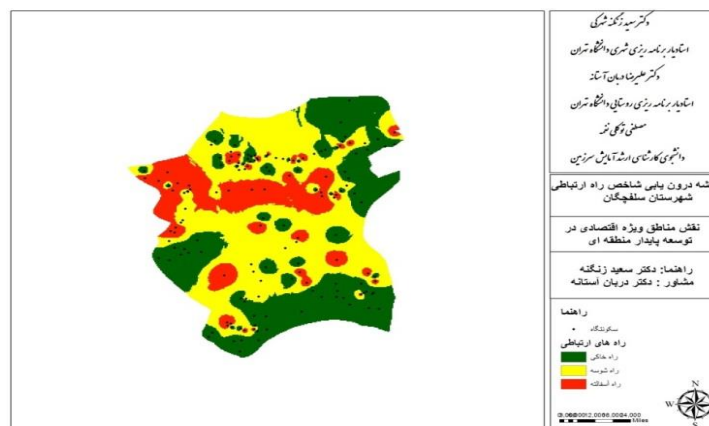 دکتر سعید زنگنه شهرکی
استادیار برنامه ریزی شهری دانشگاه تهران
دکتر علیرضا دربان آستانه
استادیار برنامه ریزی روستایی دانشگاه تهران
مصطفی توکلی نغمه
دانشجوی کارشناسی ارشد آمایش سرزمین
شه درون یابی شاخص راه ارتباطی
شهرستان سلفچگان
نقش مناطق ویژه اقتصادی در
توسعه پایدار منطقه ای
راهنما: دکتر سعید زنگنه
مشاور : دکتر دربان آستانه
راهنما
سکونتگاه
راه های ارتباطی
راه خاکی
راه شوسه
راه آسفالته
N
W E
S
Miles